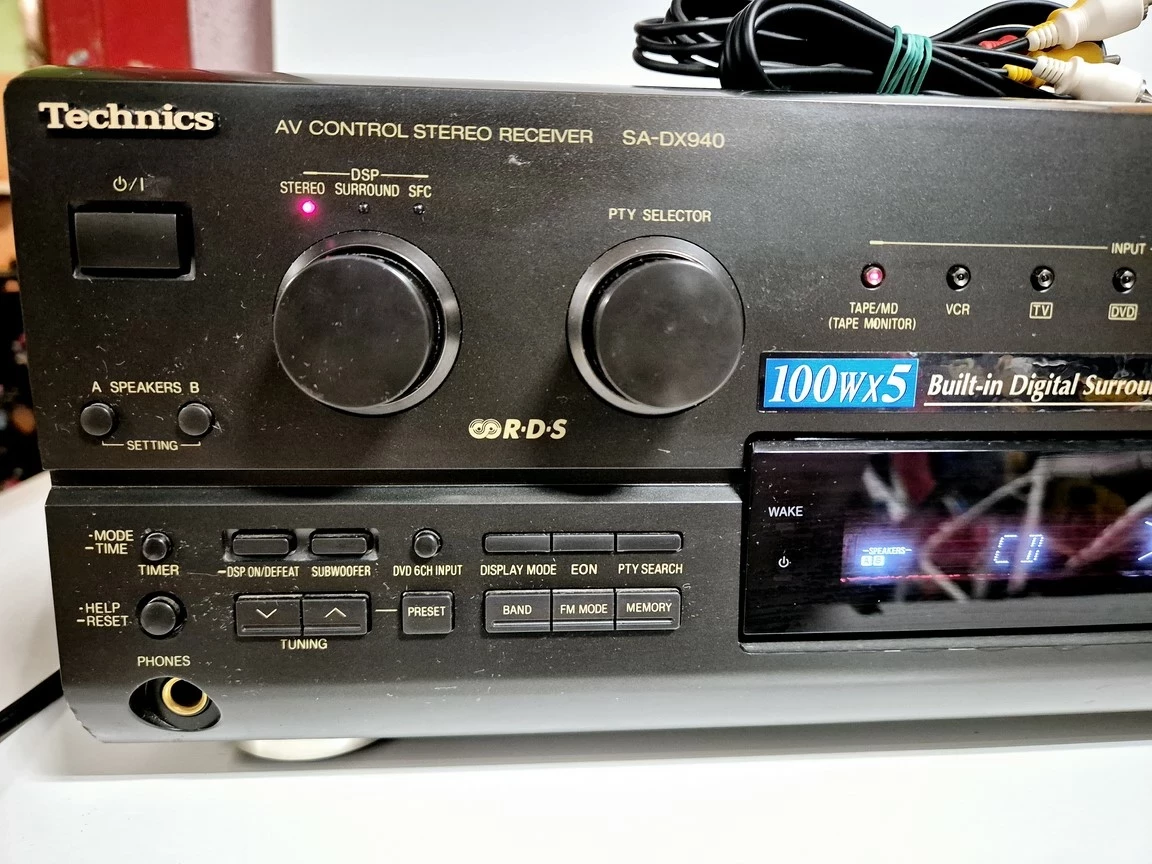 Technics
AV CONTROL STEREO RECEIVER SA-DX940
⏻/I
DSP
STEREO SURROUND SFC
PTY SELECTOR
INPUT
TAPE/MD
(TAPE MONITOR)
VCR
TV
DVD
A SPEAKERS B
SETTING
R·D·S
100WX5 Built-in Digital
WAKE
-SPEAKERS-
A B
CD
-MODE
-TIME
TIMER
-DSP ON/DEFEAT
SUBWOOFER
DVD 6CH INPUT
DISPLAY MODE
EON
PTY SEARCH
-HELP
-RESET
TUNING
PRESET
BAND
FM MODE
MEMORY
PHONES